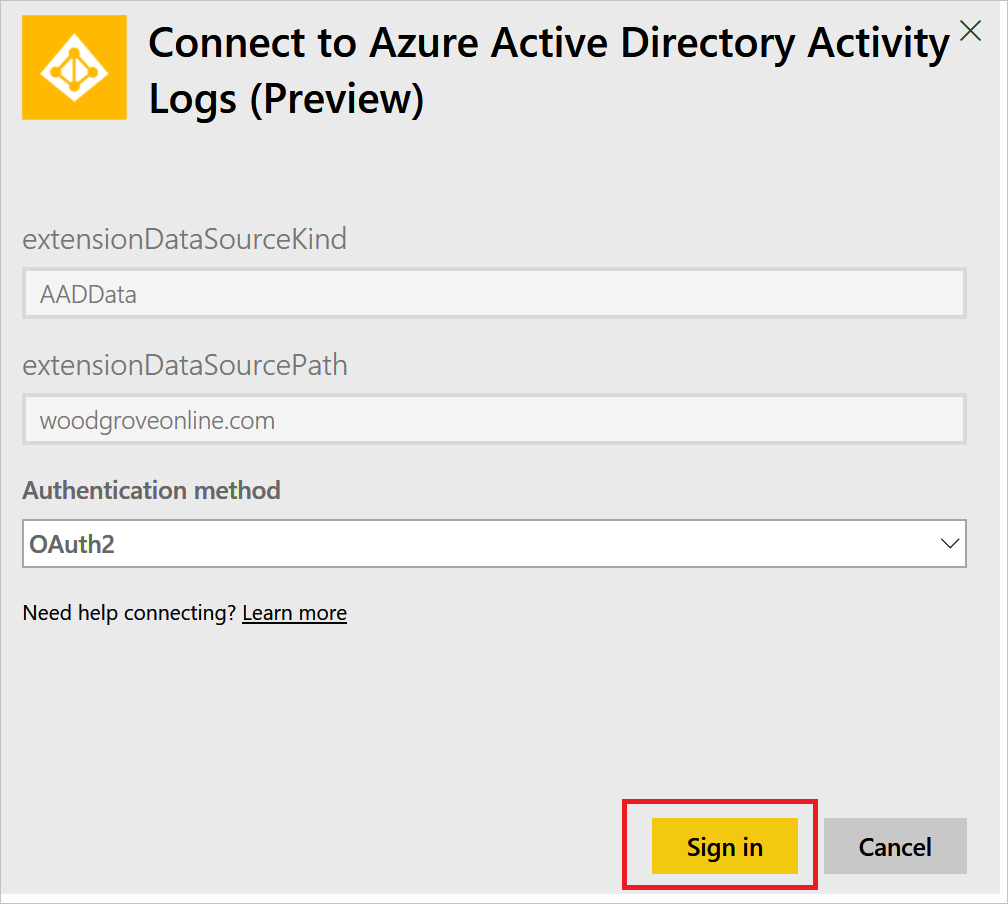 Connect to Azure Active Directory Activity
Logs (Preview)
extensionDataSourceKind
AADData
extensionDataSourcePath
woodgroveonline.com
Authentication method
OAuth2
Need help connecting? Learn more
Sign in
Cancel